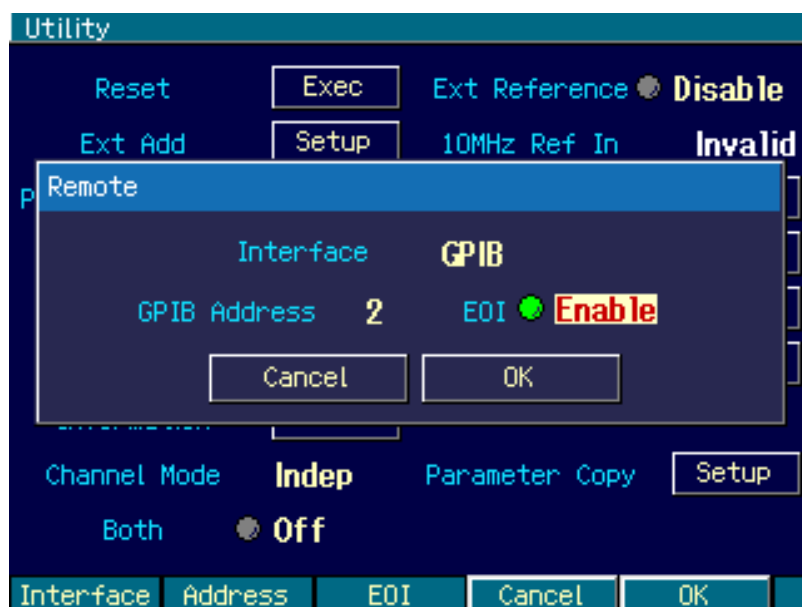 Utility
Reset Exec Ext Reference Disable
Ext Add Setup 10MHz Ref In Invalid
P
Remote
Interface GPIB
GPIB Address 2 EOI Enable
Cancel OK
Channel Mode Indep Parameter Copy Setup
Both Off
Interface Address EOI Cancel OK